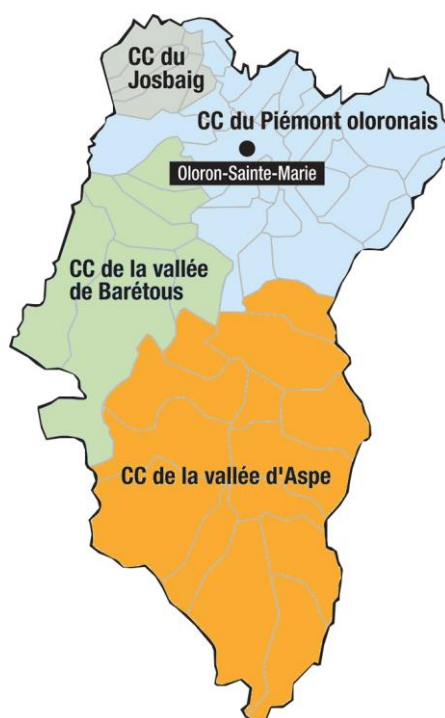 CC du
Josbaig
CC du Piémont oloronais
Oloron-Sainte-Marie
CC de la vallée
de Barétous
CC de la vallée d'Aspe